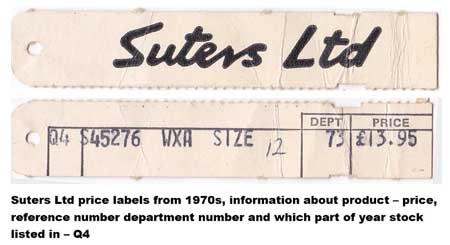 Suters Ltd
DEPT PRICE
Q4 S45276 WXA SIZE 12 73 £13.95
Suters Ltd price labels from 1970s, information about product – price,
reference number department number and which part of year stock
listed in – Q4